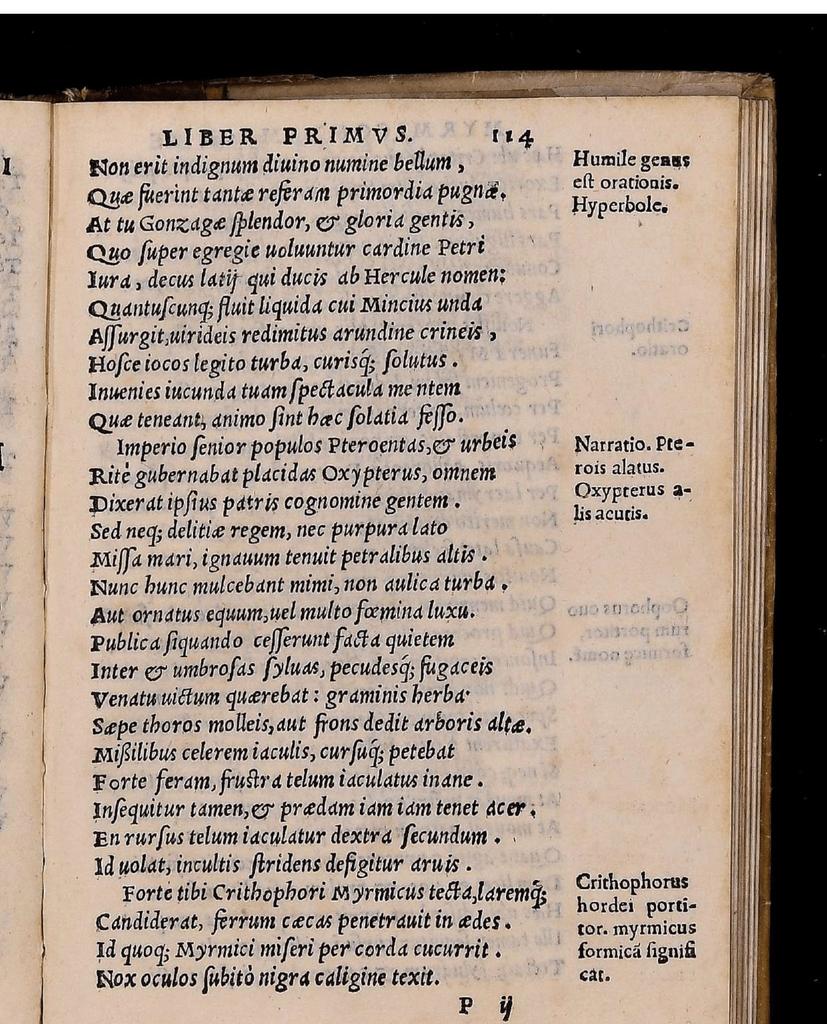 LIBER PRIMVS. 114
Non erit indignum diuino numine bellum,
Quæ fuerint tantæ referam primordia pugnæ.
At tu Gonzagæ ſplendor, & gloria gentis,
Quo ſuper egregie uoluuntur cardine Petri
Iura, decus latij qui ducis ab Hercule nomen:
Quantuſcunq; fluit liquida cui Mincius unda
Aſſurgit,uirideis redimitus arundine crineis,
Hoſce iocos legito turba, curisq́; ſolutus.
Inuenies iucunda tuam ſpectacula mentem
Quæ teneant, animo ſint hæc ſolatia feſſo.
Imperio ſenior populos Pteroentas,& urbeis
Ritè gubernabat placidas Oxypterus, omnem
Dixerat ipſius patris cognomine gentem.
Sed neq; delitiæ regem, nec purpura lato
Miſſa mari, ignauum tenuit petralibus altis.
Nunc hunc mulcebant mimi, non aulica turba.
Aut ornatus equum,uel multo fœmina luxu.
Publica ſiquando ceſſerunt facta quietem
Inter & umbroſas ſyluas, pecudesq́; fugaceis
Venatu uictum quærebat: graminis herba
Sæpe thoros molleis,aut frons dedit arboris altæ.
Mißilibus celerem iaculis, curſuq́; petebat
Forte feram, fruſtra telum iaculatus inane.
Inſequitur tamen,& prædam iam iam tenet acer.
En rurſus telum iaculatur dextra ſecundum.
Id uolat, incultis ſtridens defigitur aruis.
Forte tibi Crithophori Myrmicus tecta,laremq́;
Candiderat, ferrum cæcas penetrauit in ædes.
Id quoq; Myrmici miſeri per corda cucurrit.
Nox oculos ſubitò nigra caligine texit.
P ij
Humile genus
eſt orationis.
Hyperbole.
Narratio. Pte-
rois alatus.
Oxypterus a-
lis acutis.
Crithophorus
hordei porti-
tor. myrmicus
formicã ſignifi
cat.